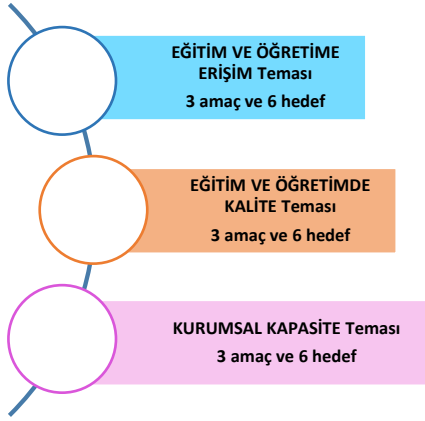 EĞİTİM VE ÖĞRETİME
ERİŞİM Teması
3 amaç ve 6 hedef
EĞİTİM VE ÖĞRETİMDE
KALİTE Teması
3 amaç ve 6 hedef
KURUMSAL KAPASİTE Teması
3 amaç ve 6 hedef